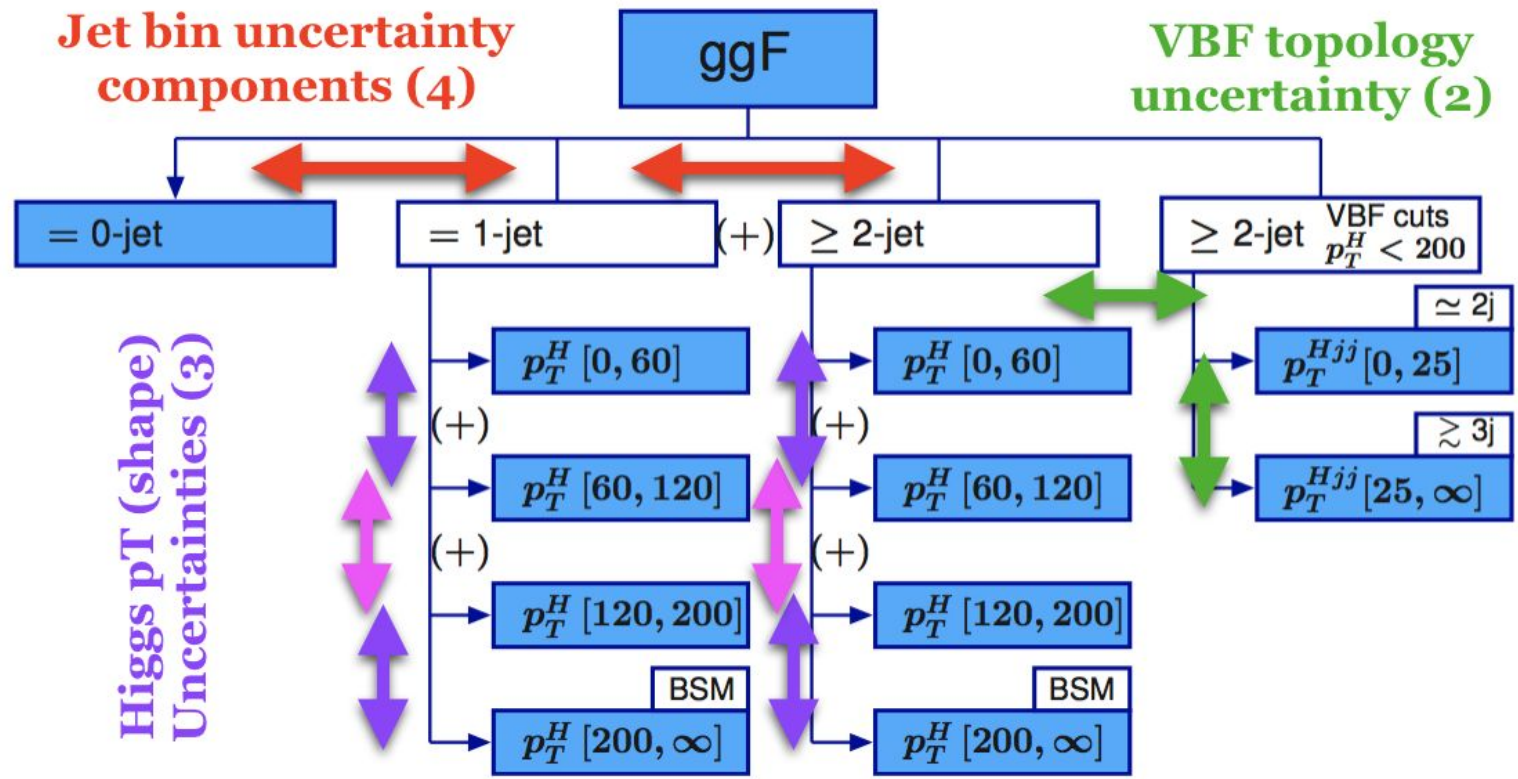 Jet bin uncertainty
components (4)
ggF
VBF topology
uncertainty (2)
= 0-jet
= 1-jet
(+)
≥ 2-jet
≥ 2-jet VBF cuts
p_T^H < 200
Higgs pT (shape)
Uncertainties (3)
p_T^H [0, 60]
(+)
p_T^H [60, 120]
(+)
p_T^H [120, 200]
BSM
p_T^H [200, ∞]
p_T^H [0, 60]
(+)
p_T^H [60, 120]
(+)
p_T^H [120, 200]
BSM
p_T^H [200, ∞]
≃ 2j
p_T^{Hjj} [0, 25]
≳ 3j
p_T^{Hjj} [25, ∞]